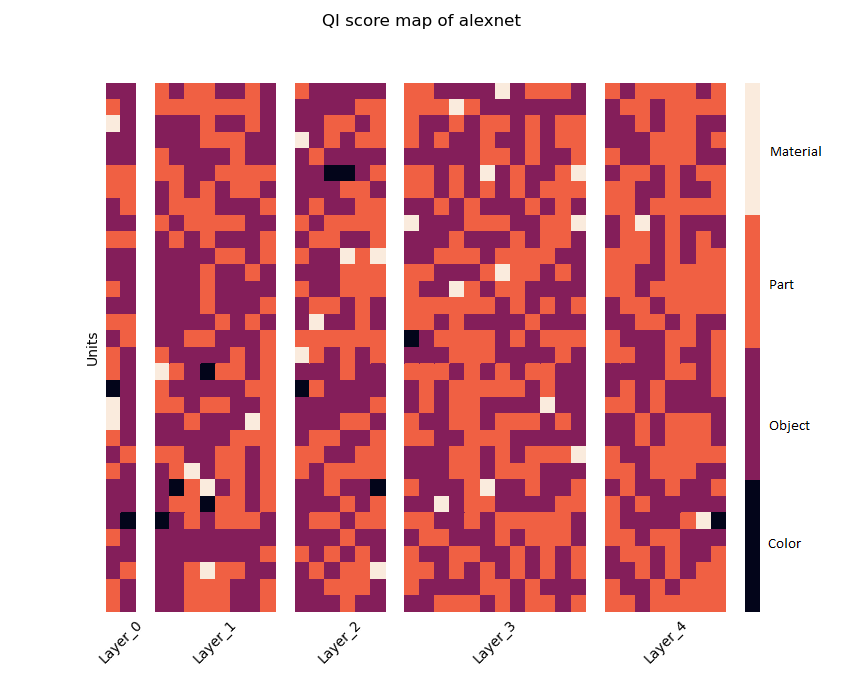 QI score map of alexnet
Units
Material
Part
Object
Color
Layer_0
Layer_1
Layer_2
Layer_3
Layer_4